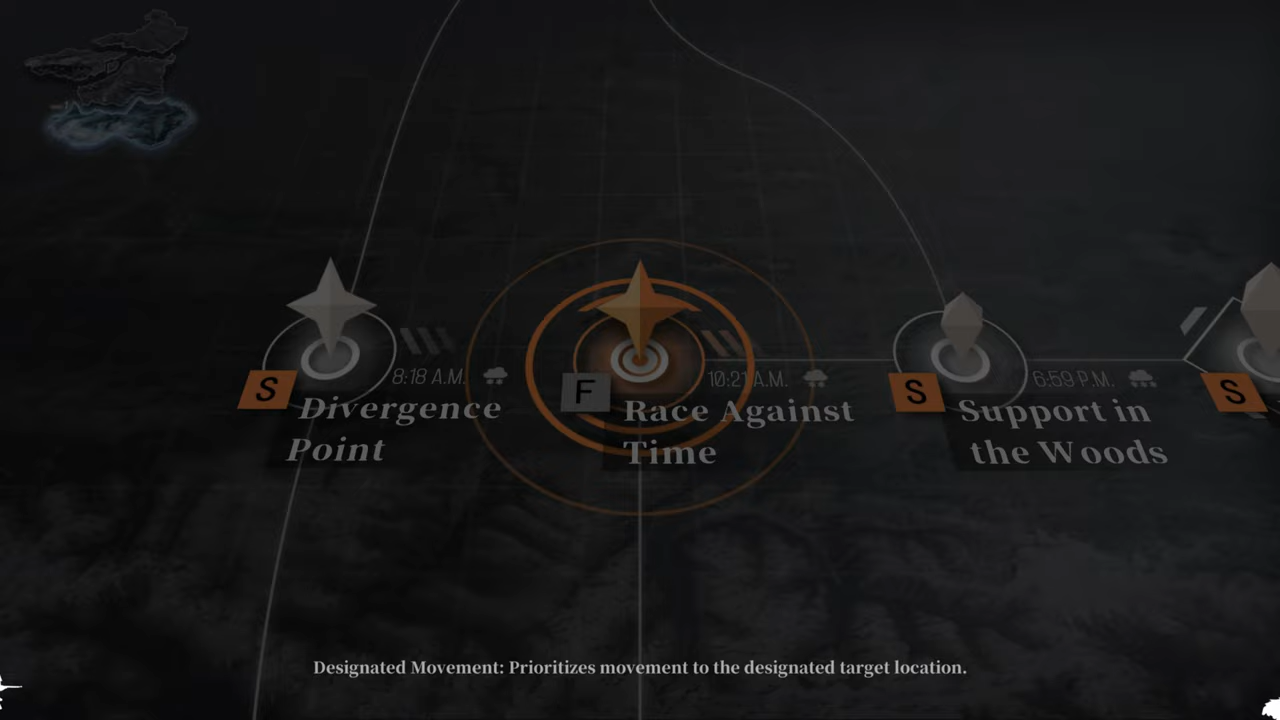 8:18 A.M.
S
Divergence
Point
10:21 A.M.
F
Race Against
Time
6:59 P.M.
S
Support in
the Woods
S
Designated Movement: Prioritizes movement to the designated target location.